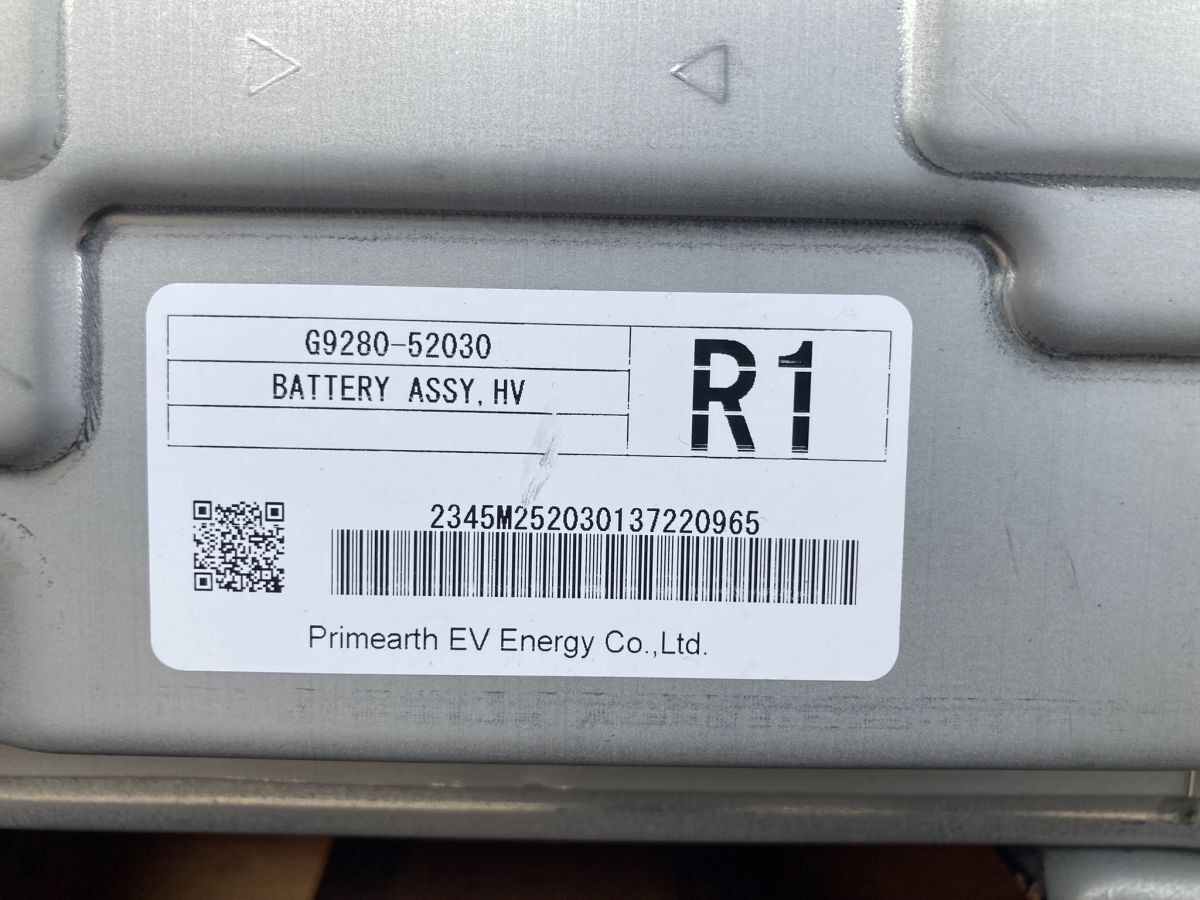 G9280-52030
BATTERY ASSY,HV
R1
2345M252030137220965
Primearth EV Energy Co.,Ltd.